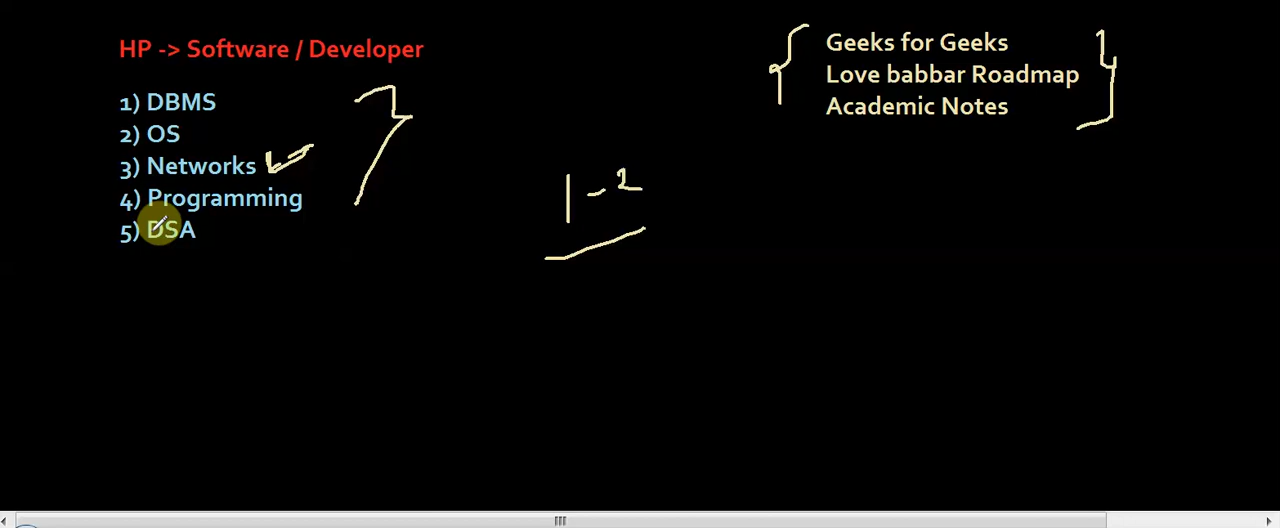 HP -> Software / Developer
1) DBMS
2) OS
3) Networks
4) Programming
5) DSA
1-2
Geeks for Geeks
Love babbar Roadmap
Academic Notes